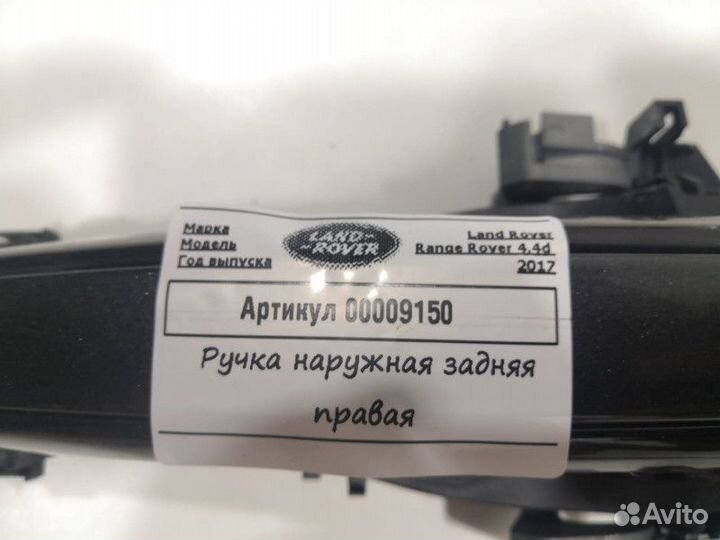 Марка
Модель
Год выпуска
LAND-
-ROVER
Land Rover
Range Rover 4.4d
2017
Артикул 00009150
Ручка наружная задняя
правая
Avito